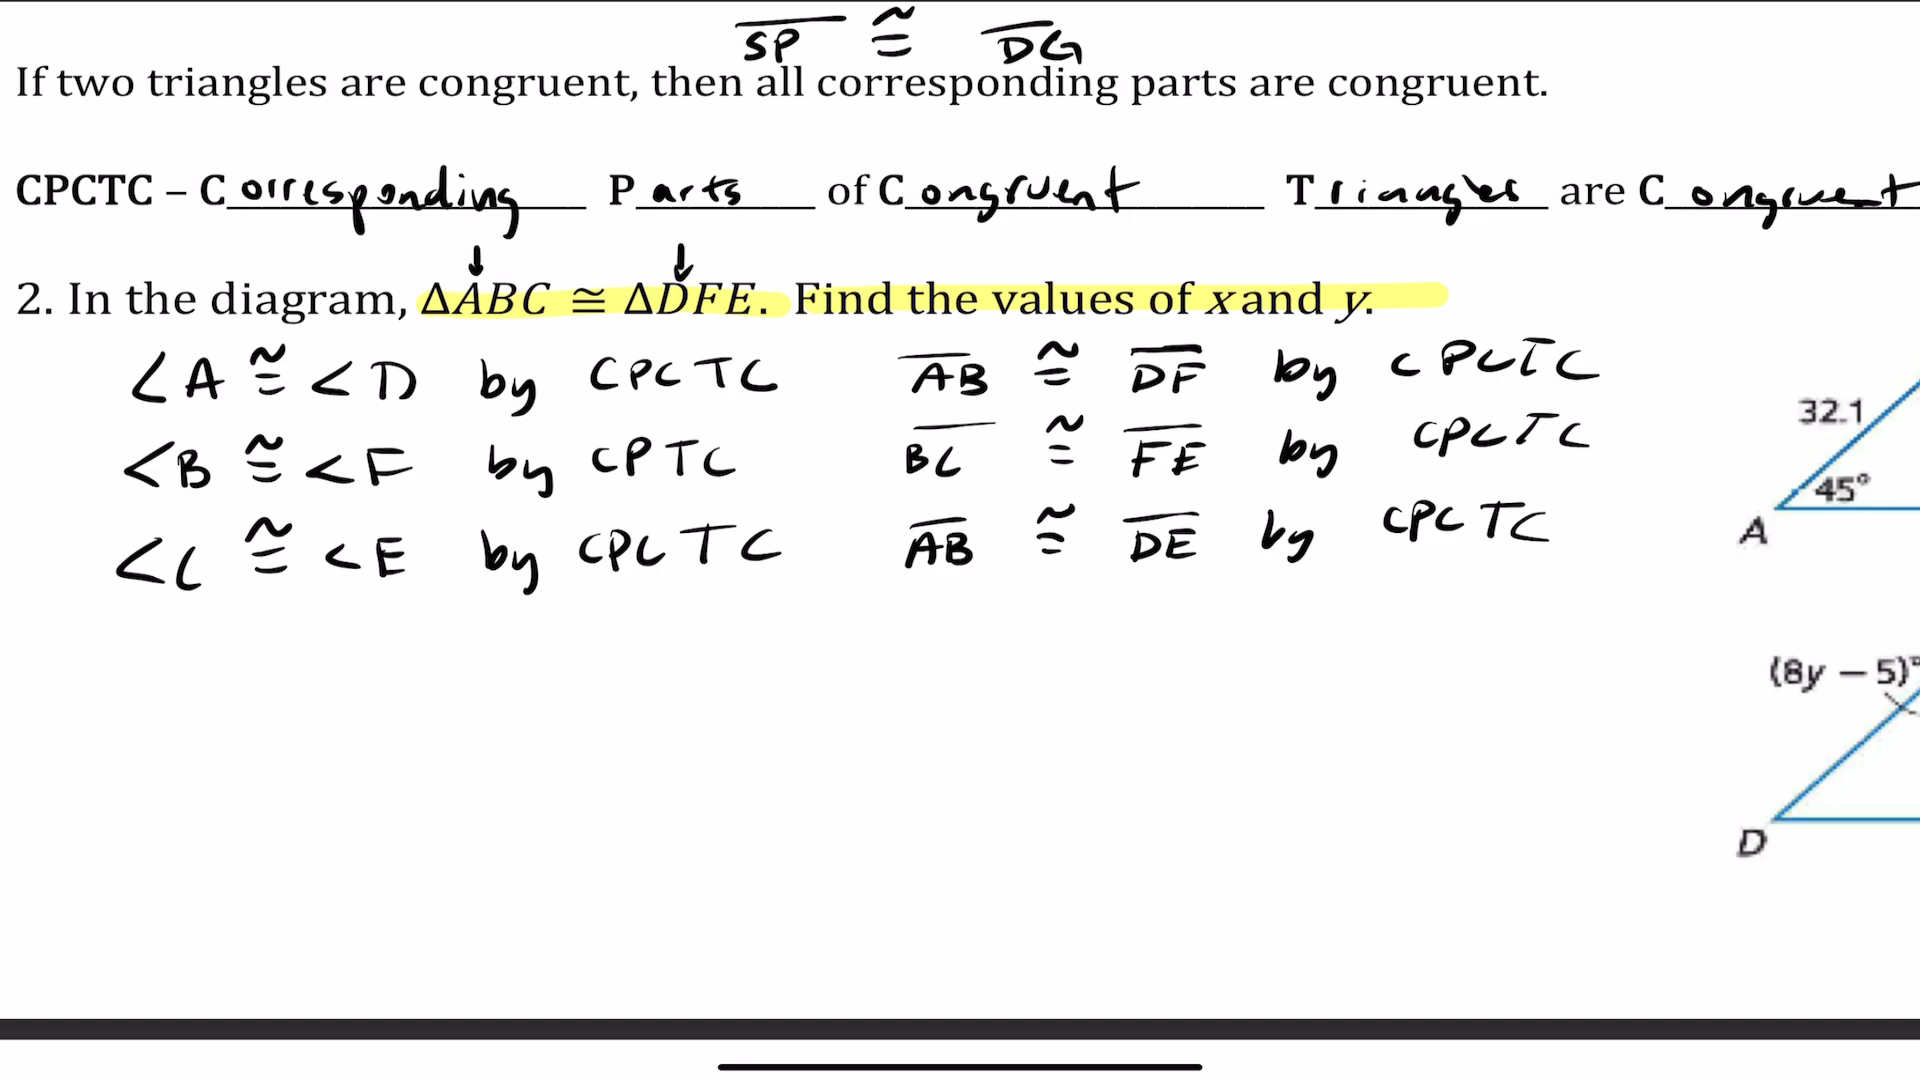 SP ≅ DG
If two triangles are congruent, then all corresponding parts are congruent.
CPCTC – Corresponding Parts of Congruent Triangles are Congruent
2. In the diagram, ΔABC ≅ ΔDFE. Find the values of x and y.
<A ≅ <D by CPCTC AB ≅ DF by CPCTC
<B ≅ <F by CPTC BC ≅ FE by CPCTC
<C ≅ <E by CPCTC AB ≅ DE by CPCTC
32.1
45°
A
(8y – 5)°
D